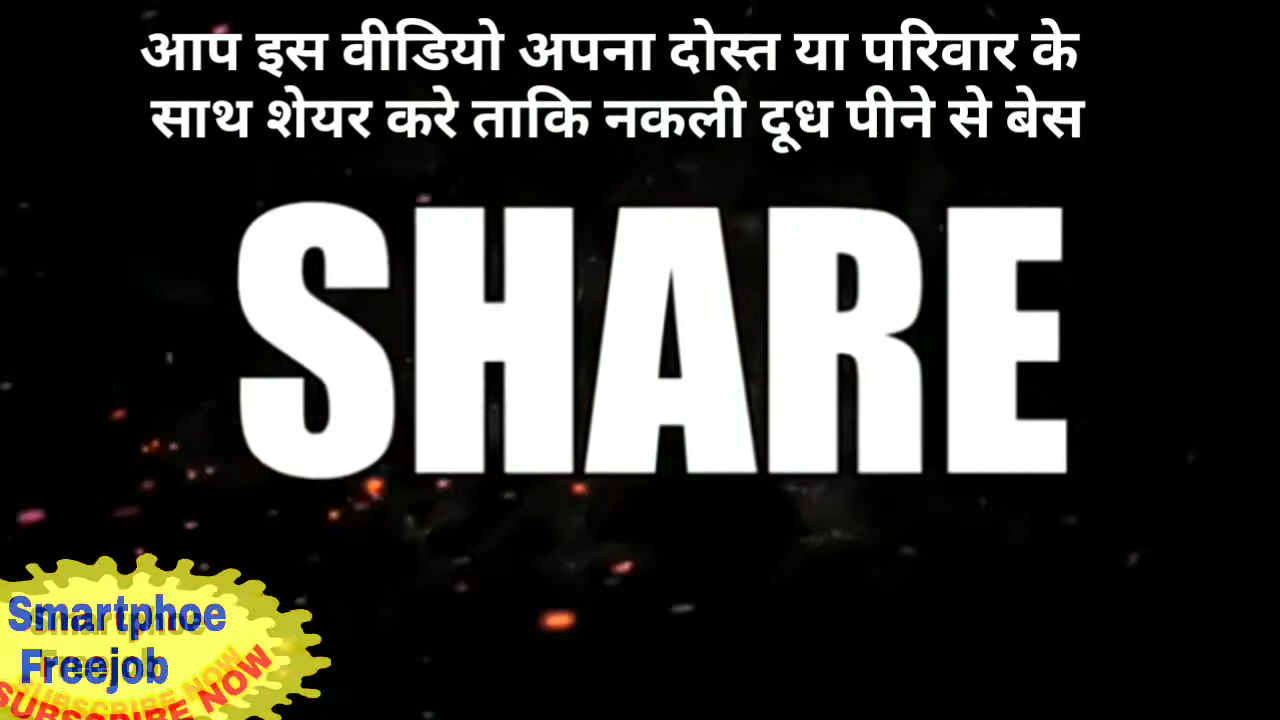 आप इस वीडियो अपना दोस्त या परिवार के
साथ शेयर करे ताकि नकली दूध पीने से बेस
SHARE
Smartphoe
Freejob
SUBSCRIBE NOW